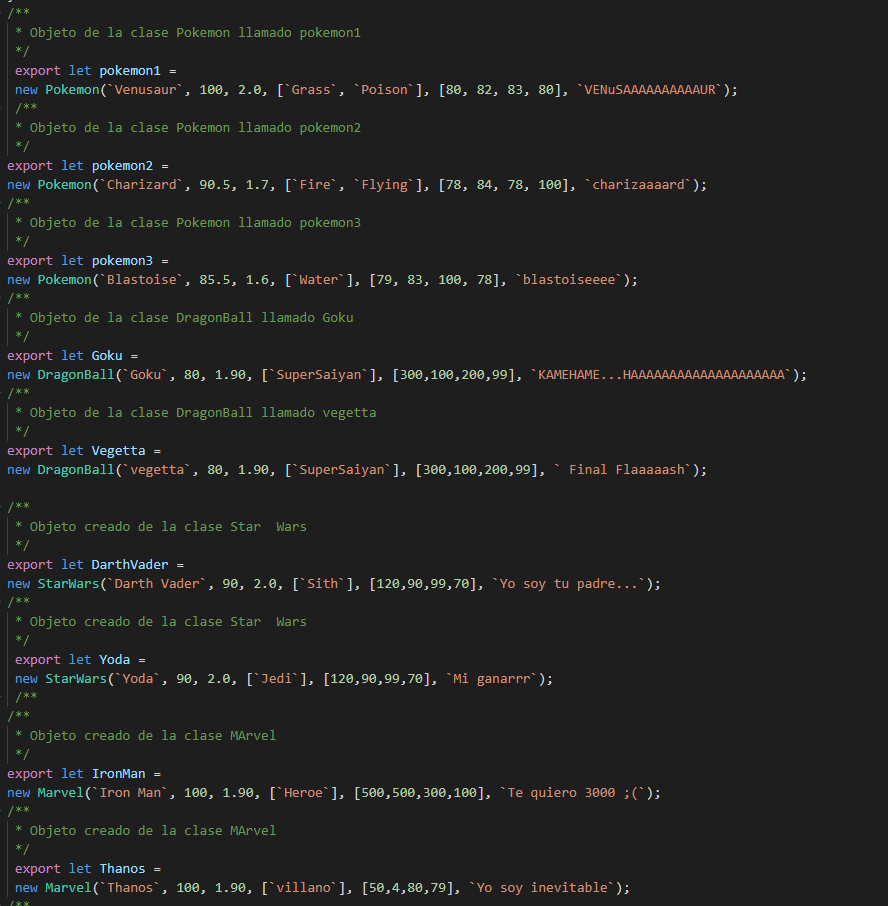 /**
 * Objeto de la clase Pokemon llamado pokemon1
 */
 export let pokemon1 =
 new Pokemon(`Venusaur`, 100, 2.0, [`Grass`, `Poison`], [80, 82, 83, 80], `VENuSAAAAAAAAAAUR`);
 /**
 * Objeto de la clase Pokemon llamado pokemon2
 */
export let pokemon2 =
new Pokemon(`Charizard`, 90.5, 1.7, [`Fire`, `Flying`], [78, 84, 78, 100], `charizaaaard`);
/**
 * Objeto de la clase Pokemon llamado pokemon3
 */
export let pokemon3 =
new Pokemon(`Blastoise`, 85.5, 1.6, [`Water`], [79, 83, 100, 78], `blastoiseeee`);
/**
 * Objeto de la clase DragonBall llamado Goku
 */
export let Goku =
new DragonBall(`Goku`, 80, 1.90, [`SuperSaiyan`], [300,100,200,99], `KAMEHAME...HAAAAAAAAAAAAAAAAAAAA`);
/**
 * Objeto de la clase DragonBall llamado vegetta
 */
export let Vegetta =
new DragonBall(`vegetta`, 80, 1.90, [`SuperSaiyan`], [300,100,200,99], ` Final Flaaaaash`);
/**
 * Objeto creado de la clase Star  Wars
 */
export let DarthVader =
new StarWars(`Darth Vader`, 90, 2.0, [`Sith`], [120,90,99,70], `Yo soy tu padre...`);
/**
 * Objeto creado de la clase Star  Wars
 */
 export let Yoda =
 new StarWars(`Yoda`, 90, 2.0, [`Jedi`], [120,90,99,70], `Mi ganarrr`);
 /**
/**
 * Objeto creado de la clase MArvel
 */
export let IronMan =
new Marvel(`Iron Man`, 100, 1.90, [`Heroe`], [500,500,300,100], `Te quiero 3000 ;(`);
/**
 * Objeto creado de la clase MArvel
 */
 export let Thanos =
 new Marvel(`Thanos`, 100, 1.90, [`villano`], [50,4,80,79], `Yo soy inevitable`);
/**